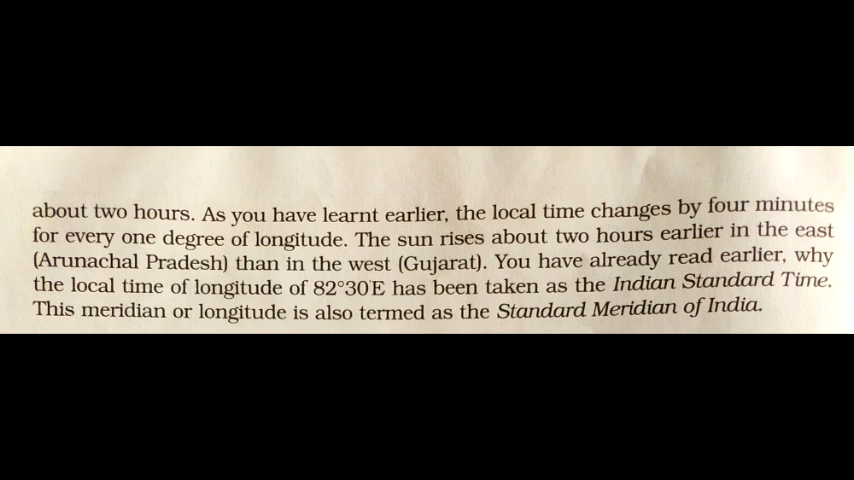 about two hours. As you have learnt earlier, the local time changes by four minutes
for every one degree of longitude. The sun rises about two hours earlier in the east
(Arunachal Pradesh) than in the west (Gujarat). You have already read earlier, why
the local time of longitude of 82°30'E has been taken as the Indian Standard Time.
This meridian or longitude is also termed as the Standard Meridian of India.